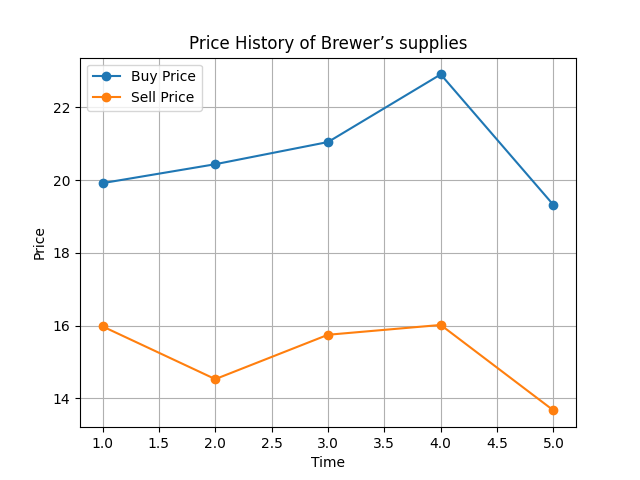 Price History of Brewer’s supplies
Buy Price
Sell Price
Price
22
20
18
16
14
1.0 1.5 2.0 2.5 3.0 3.5 4.0 4.5 5.0
Time